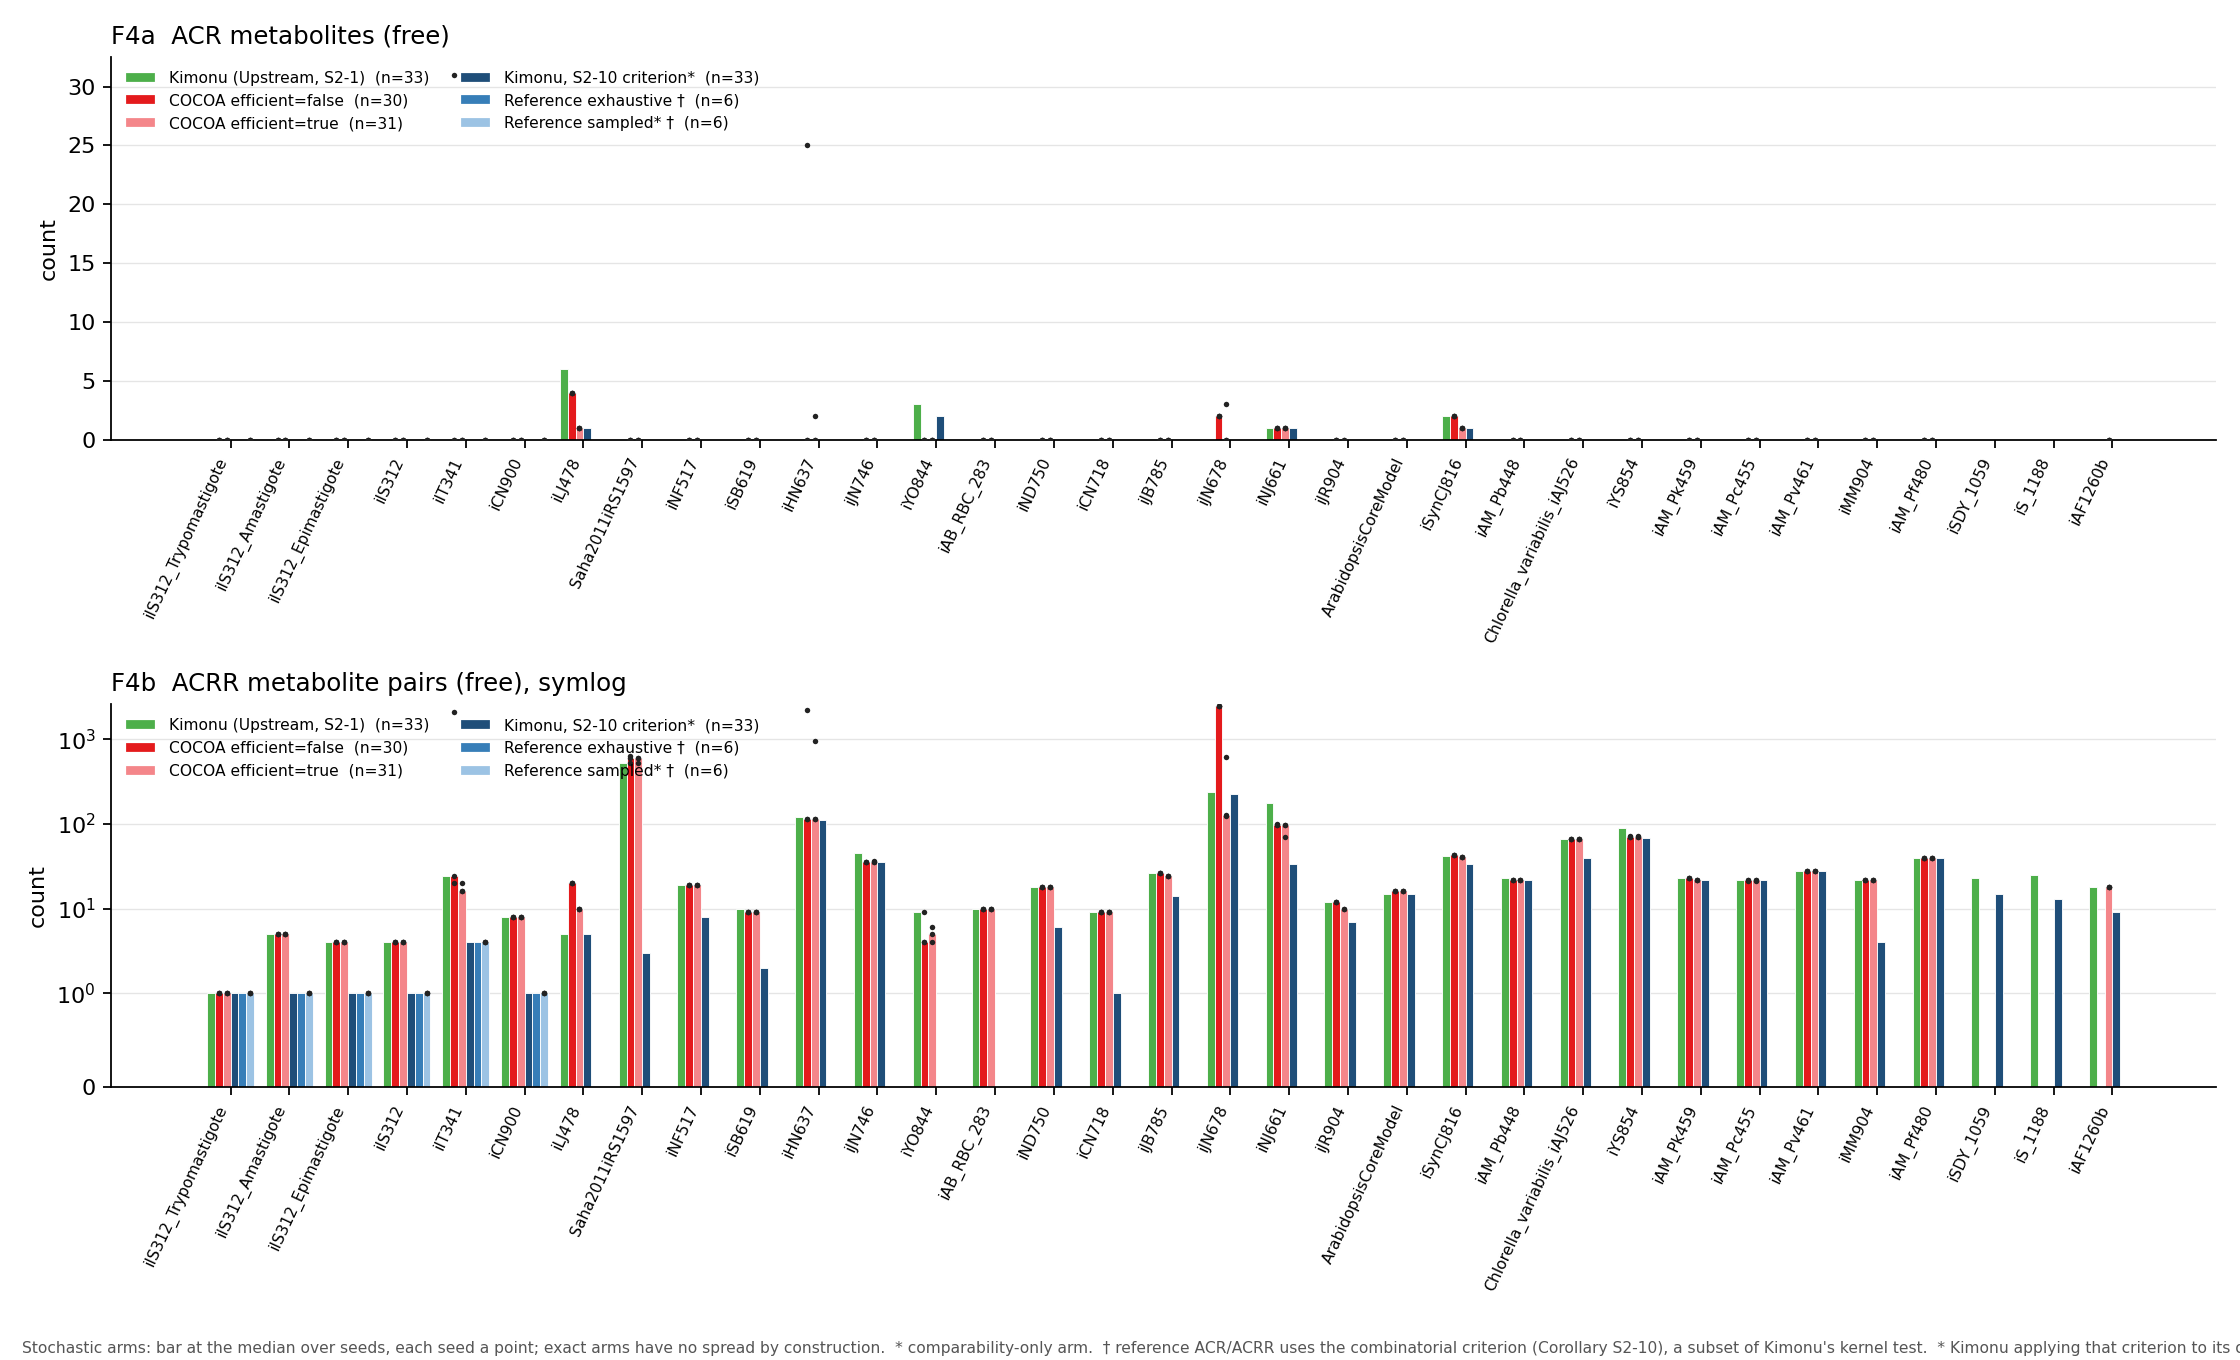 F4a  ACR metabolites (free)
Kimonu (Upstream, S2-1)  (n=33)
COCOA efficient=false  (n=30)
COCOA efficient=true  (n=31)
Kimonu, S2-10 criterion*  (n=33)
Reference exhaustive †  (n=6)
Reference sampled* †  (n=6)
30
25
20
15
10
5
0
count
iIS312_Trypomastigote
iIS312_Amastigote
iIS312_Epimastigote
iIS312
iIT341
iCN900
iLJ478
Saha2011iRS1597
iNF517
iSB619
iHN637
iJN746
iYO844
iAB_RBC_283
iND750
iCN718
iJB785
iJN678
iNJ661
iJR904
ArabidopsisCoreModel
iSynCJ816
iAM_Pb448
Chlorella_variabilis_iAJ526
iYS854
iAM_Pk459
iAM_Pc455
iAM_Pv461
iMM904
iAM_Pf480
iSDY_1059
iS_1188
iAF1260b
F4b  ACRR metabolite pairs (free), symlog
Kimonu (Upstream, S2-1)  (n=33)
COCOA efficient=false  (n=30)
COCOA efficient=true  (n=31)
Kimonu, S2-10 criterion*  (n=33)
Reference exhaustive †  (n=6)
Reference sampled* †  (n=6)
10³
10²
10¹
10⁰
0
count
iIS312_Trypomastigote
iIS312_Amastigote
iIS312_Epimastigote
iIS312
iIT341
iCN900
iLJ478
Saha2011iRS1597
iNF517
iSB619
iHN637
iJN746
iYO844
iAB_RBC_283
iND750
iCN718
iJB785
iJN678
iNJ661
iJR904
ArabidopsisCoreModel
iSynCJ816
iAM_Pb448
Chlorella_variabilis_iAJ526
iYS854
iAM_Pk459
iAM_Pc455
iAM_Pv461
iMM904
iAM_Pf480
iSDY_1059
iS_1188
iAF1260b
Stochastic arms: bar at the median over seeds, each seed a point; exact arms have no spread by construction.  * comparability-only arm.  † reference ACR/ACRR uses the combinatorial criterion (Corollary S2-10), a subset of Kimonu's kernel test.  * Kimonu applying that criterion to its